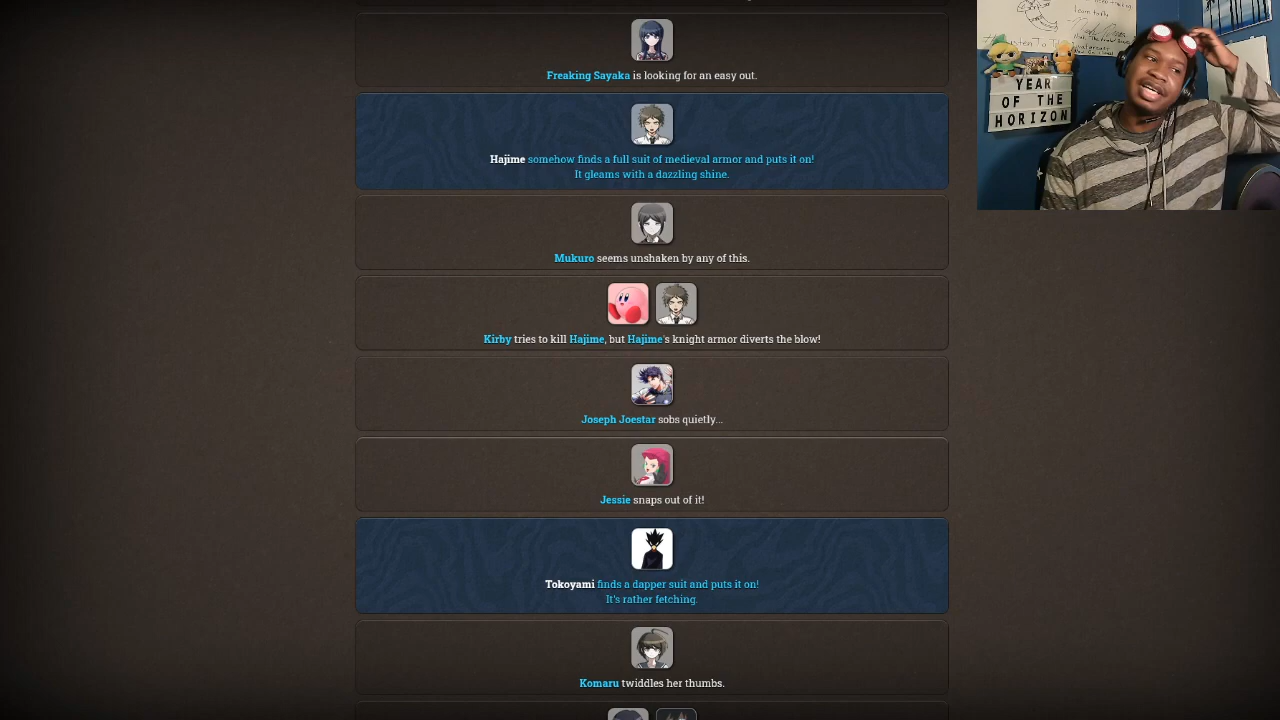 Freaking Sayaka is looking for an easy out.
Hajime somehow finds a full suit of medieval armor and puts it on!
It gleams with a dazzling shine.
Mukuro seems unshaken by any of this.
Kirby tries to kill Hajime, but Hajime's knight armor diverts the blow!
Joseph Joestar sobs quietly...
Jessie snaps out of it!
Tokoyami finds a dapper suit and puts it on!
It's rather fetching.
Komaru twiddles her thumbs.
YEAR
OF THE
HORIZON